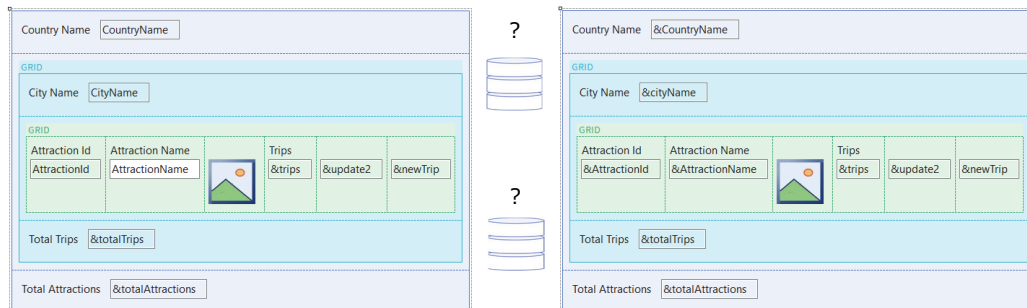 Country Name CountryName
GRID
City Name CityName
GRID
Attraction Id Attraction Name Trips
AttractionId AttractionName &trips &update2 &newTrip
Total Trips &totalTrips
Total Attractions &totalAttractions
?
?
Country Name &CountryName
GRID
City Name &cityName
GRID
Attraction Id Attraction Name Trips
&AttractionId &AttractionName &trips &update2 &newTrip
Total Trips &totalTrips
Total Attractions &totalAttractions